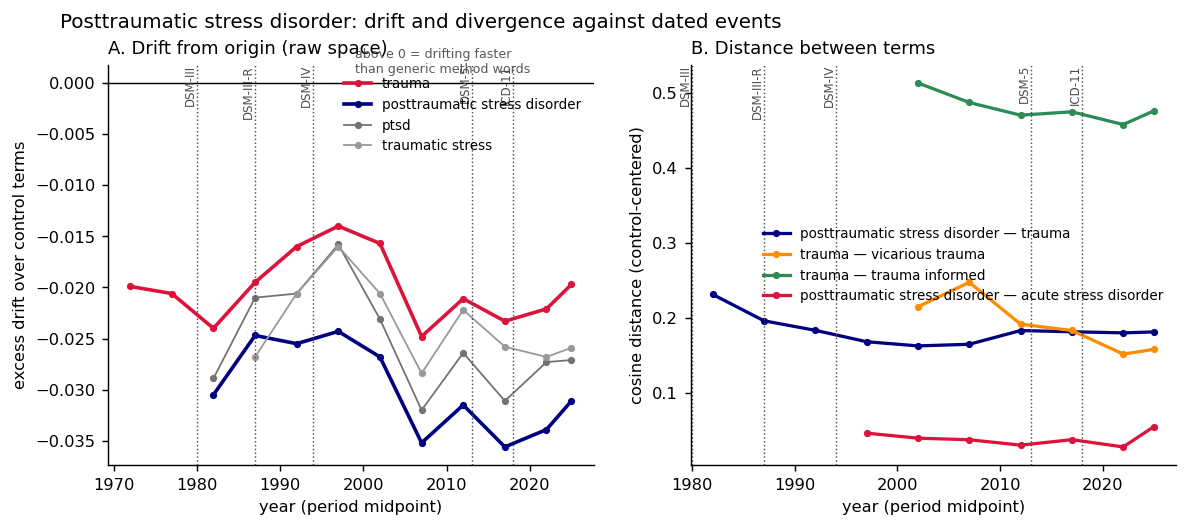 Posttraumatic stress disorder: drift and divergence against dated events
A. Drift from origin (raw space)
above 0 = drifting faster
than generic method words
trauma
posttraumatic stress disorder
ptsd
traumatic stress
DSM-III
DSM-III-R
DSM-IV
DSM-5
ICD-11
0.000
−0.005
−0.010
−0.015
−0.020
−0.025
−0.030
−0.035
excess drift over control terms
1970
1980
1990
2000
2010
2020
year (period midpoint)
B. Distance between terms
DSM-III
DSM-III-R
DSM-IV
DSM-5
ICD-11
posttraumatic stress disorder — trauma
trauma — vicarious trauma
trauma — trauma informed
posttraumatic stress disorder — acute stress disorder
0.5
0.4
0.3
0.2
0.1
cosine distance (control-centered)
1980
1990
2000
2010
2020
year (period midpoint)